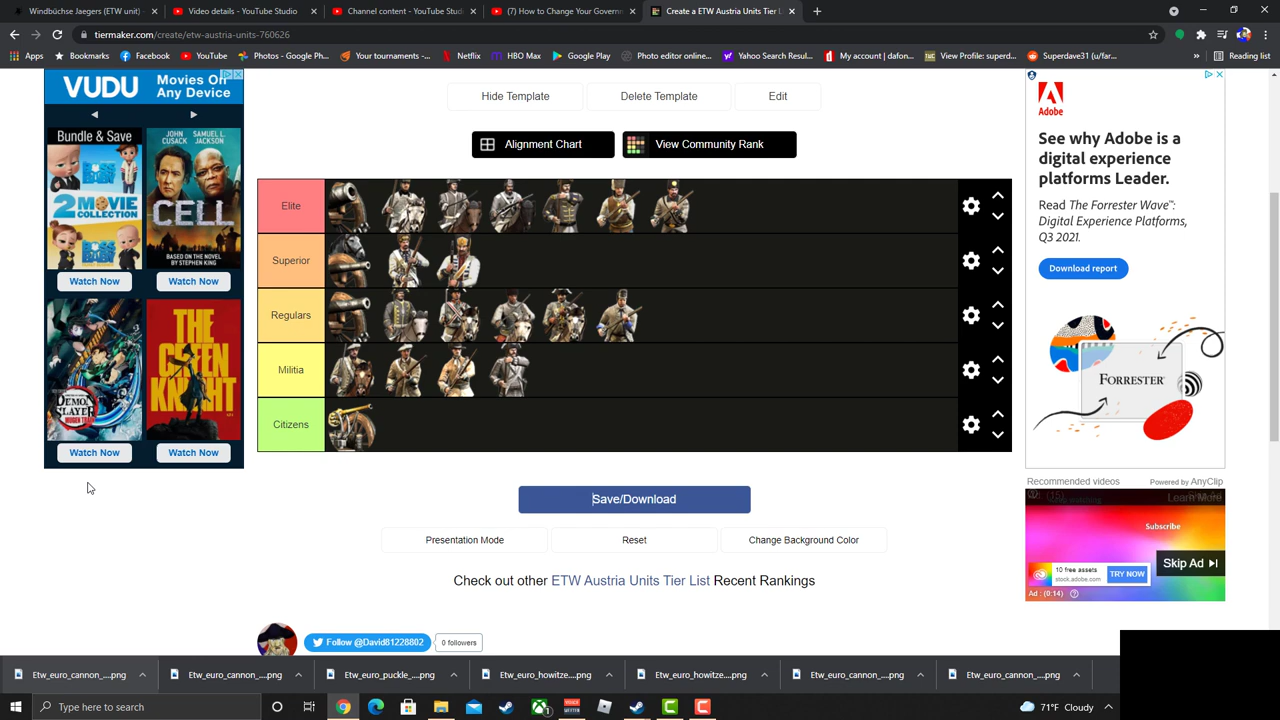 Windbüchse Jaegers (ETW unit)
Video details - YouTube Studio
Channel content - YouTube Stud
(7) How to Change Your Governm
Create a ETW Austria Units Tier L
tiermaker.com/create/etw-austria-units-760626
Apps
Bookmarks
Facebook
YouTube
Photos - Google Ph...
Your tournaments -...
Netflix
HBO Max
Photo editor online...
Yahoo Search Resul...
My account | dafon...
View Profile: superd...
Superdave31 (u/far...
Reading list
VUDU
Movies On
Any Device
Bundle & Save
JOHN CUSACK
SAMUEL L. JACKSON
2 MOVIE
COLLECTION
CELL
BASED ON THE NOVEL
BY STEPHEN KING
Watch Now
Watch Now
DEMON SLAYER
THE
GREEN
KNIGHT
Watch Now
Watch Now
Hide Template
Delete Template
Edit
Alignment Chart
View Community Rank
Elite
Superior
Regulars
Militia
Citizens
Save/Download
Presentation Mode
Reset
Change Background Color
Check out other ETW Austria Units Tier List Recent Rankings
Follow @David81228802
0 followers
Adobe
See why Adobe is a
digital experience
platforms Leader.
Read The Forrester Wave™:
Digital Experience Platforms,
Q3 2021.
Download report
FORRESTER
Recommended videos
Powered by AnyClip
Learn More
Subscribe
Skip Ad
10 free assets
stock.adobe.com
TRY NOW
Ad : (0:14)
Etw_euro_cannon_....png
Etw_euro_cannon_....png
Etw_euro_puckle_....png
Etw_euro_howitze....png
Etw_euro_howitze....png
Etw_euro_cannon_....png
Etw_euro_cannon_....png
Type here to search
71°F Cloudy